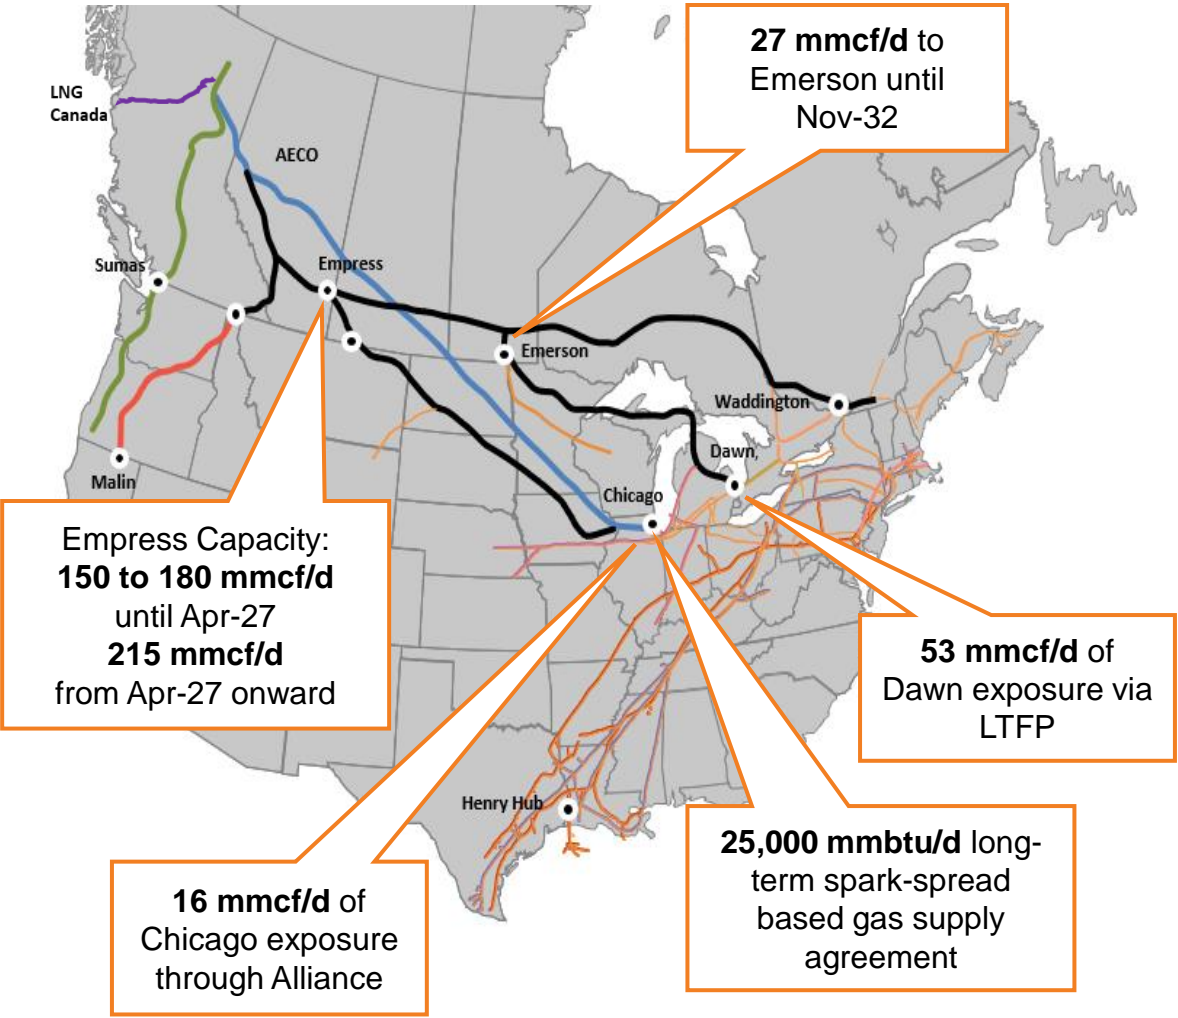 27 mmcf/d to
Emerson until
Nov-32
LNG
Canada
AECO
Sumas
Empress
Emerson
Waddington
Malin
Dawn,
Chicago
Empress Capacity:
150 to 180 mmcf/d
until Apr-27
215 mmcf/d
from Apr-27 onward
53 mmcf/d of
Dawn exposure via
LTFP
Henry Hub
25,000 mmbtu/d long-
term spark-spread
based gas supply
agreement
16 mmcf/d of
Chicago exposure
through Alliance